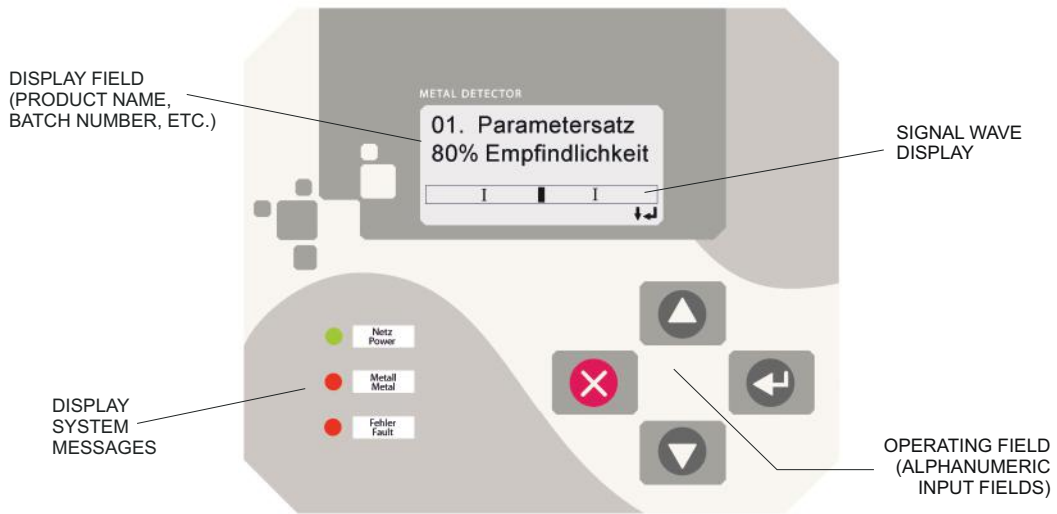 DISPLAY FIELD
(PRODUCT NAME,
BATCH NUMBER, ETC.)
METAL DETECTOR
01. Parametersatz
80% Empfindlichkeit
I I
SIGNAL WAVE
DISPLAY
Netz
Power
Metall
Metal
Fehler
Fault
DISPLAY
SYSTEM
MESSAGES
OPERATING FIELD
(ALPHANUMERIC
INPUT FIELDS)